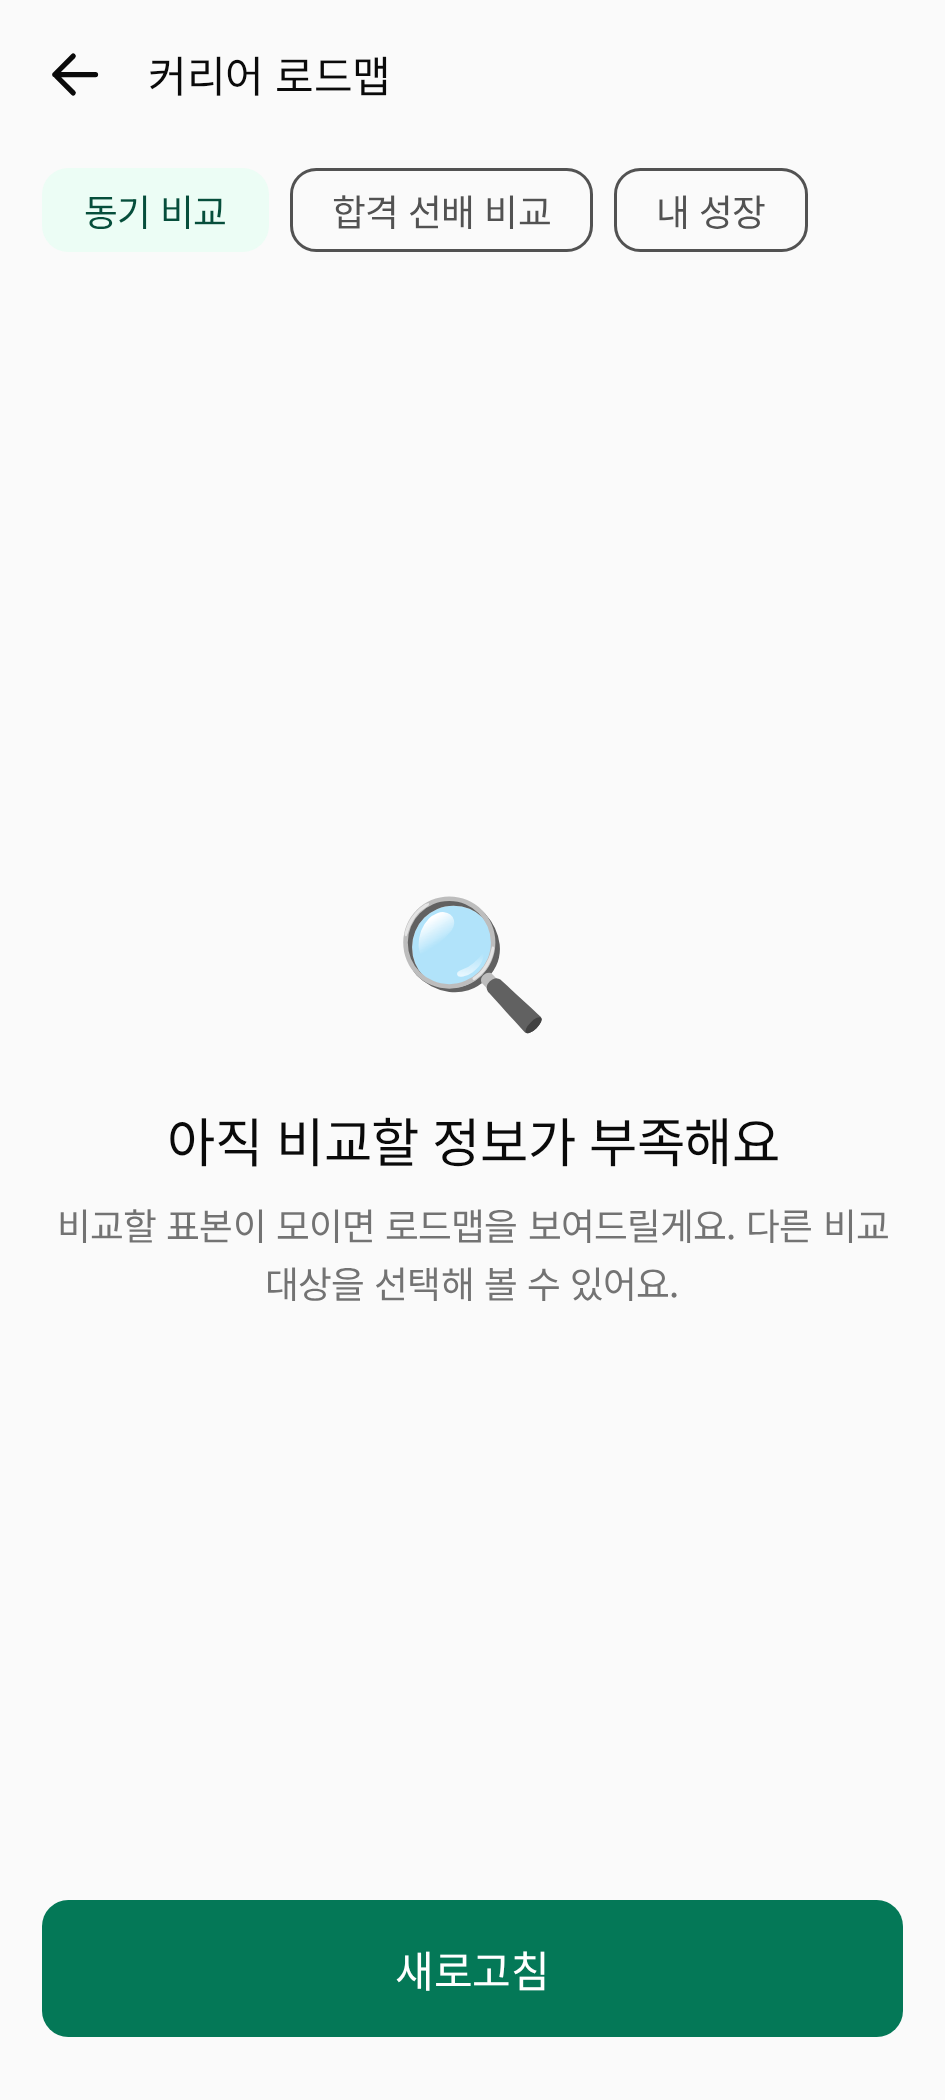 커리어 로드맵
동기 비교
합격 선배 비교
내 성장
아직 비교할 정보가 부족해요
비교할 표본이 모이면 로드맵을 보여드릴게요. 다른 비교
대상을 선택해 볼 수 있어요.
새로고침